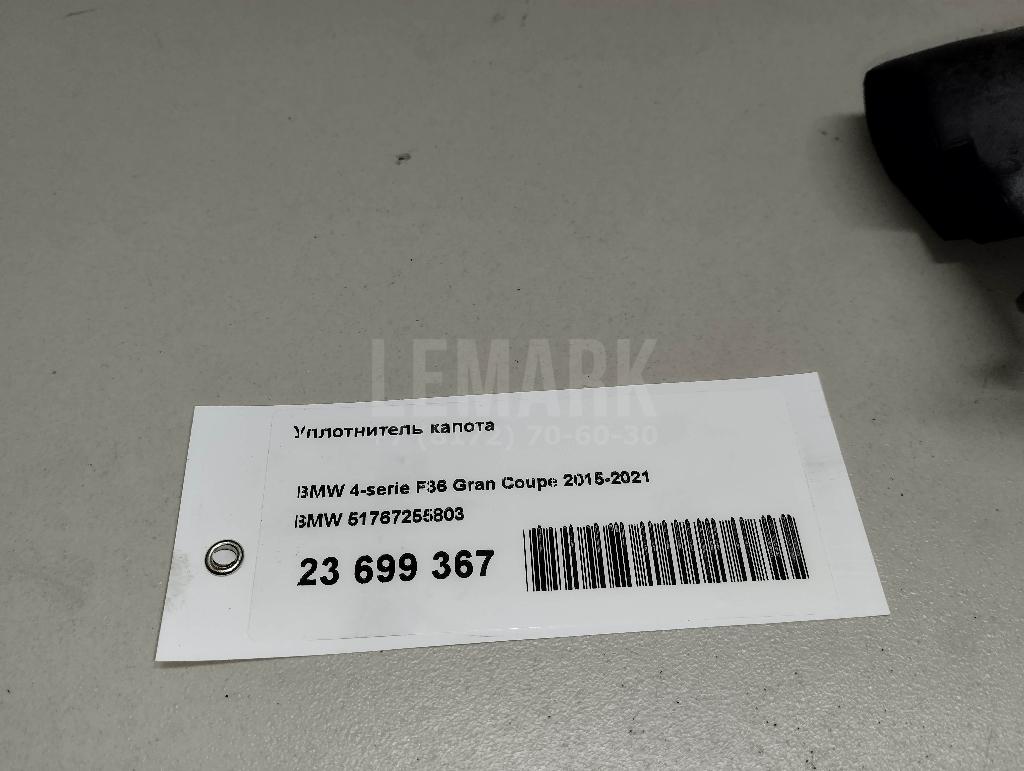 LEMARK
Уплотнитель капота
(8172) 70-60-30
BMW 4-serie F36 Gran Coupe 2015-2021
BMW 51767255803
23 699 367